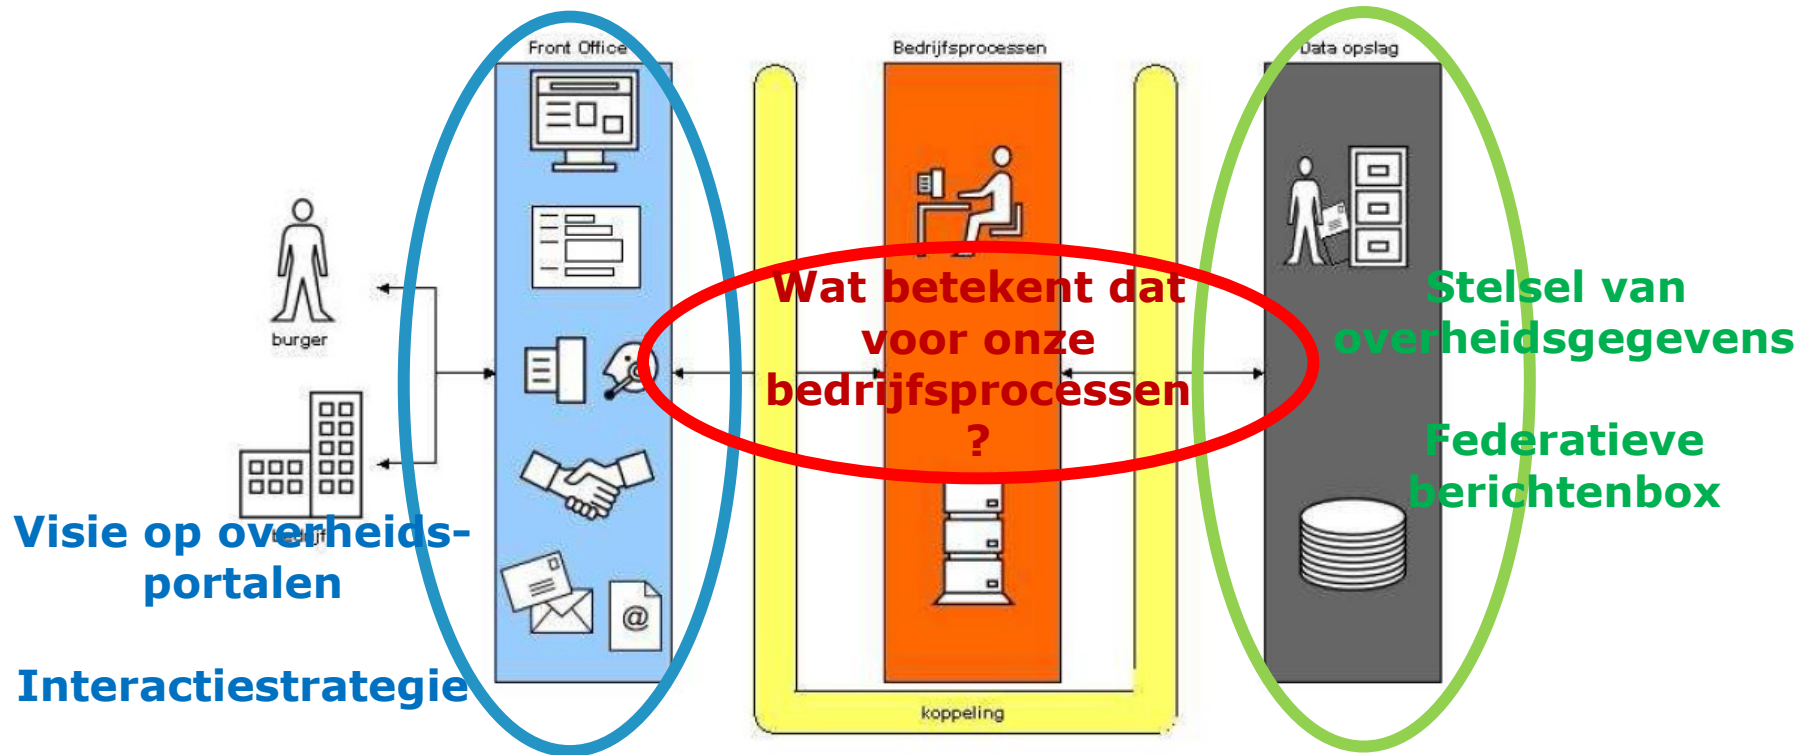 Front Office
Bedrijfsprocessen
Data opslag
burger
bedrijf
Visie op overheids-
portalen
Interactiestrategie
@
Wat betekent dat
voor onze
bedrijfsprocessen
?
koppeling
Stelsel van
overheidsgegevens
Federatieve
berichtenbox